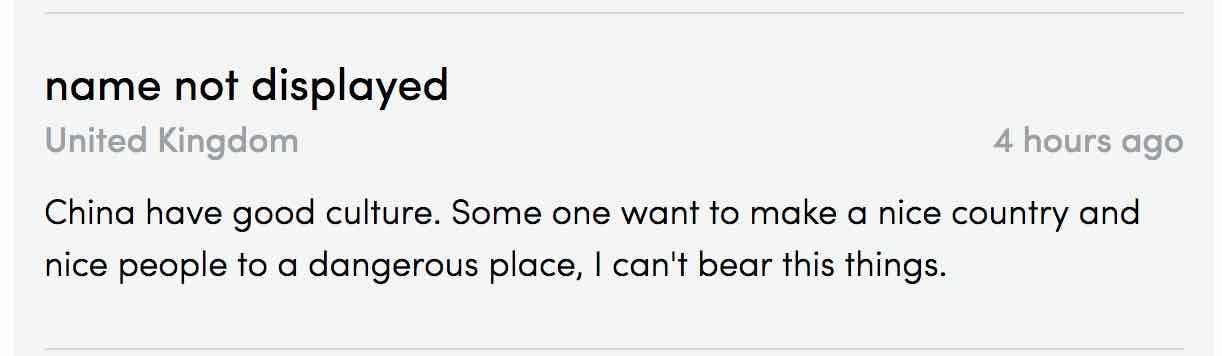 name not displayed
United Kingdom
4 hours ago
China have good culture. Some one want to make a nice country and
nice people to a dangerous place, I can't bear this things.